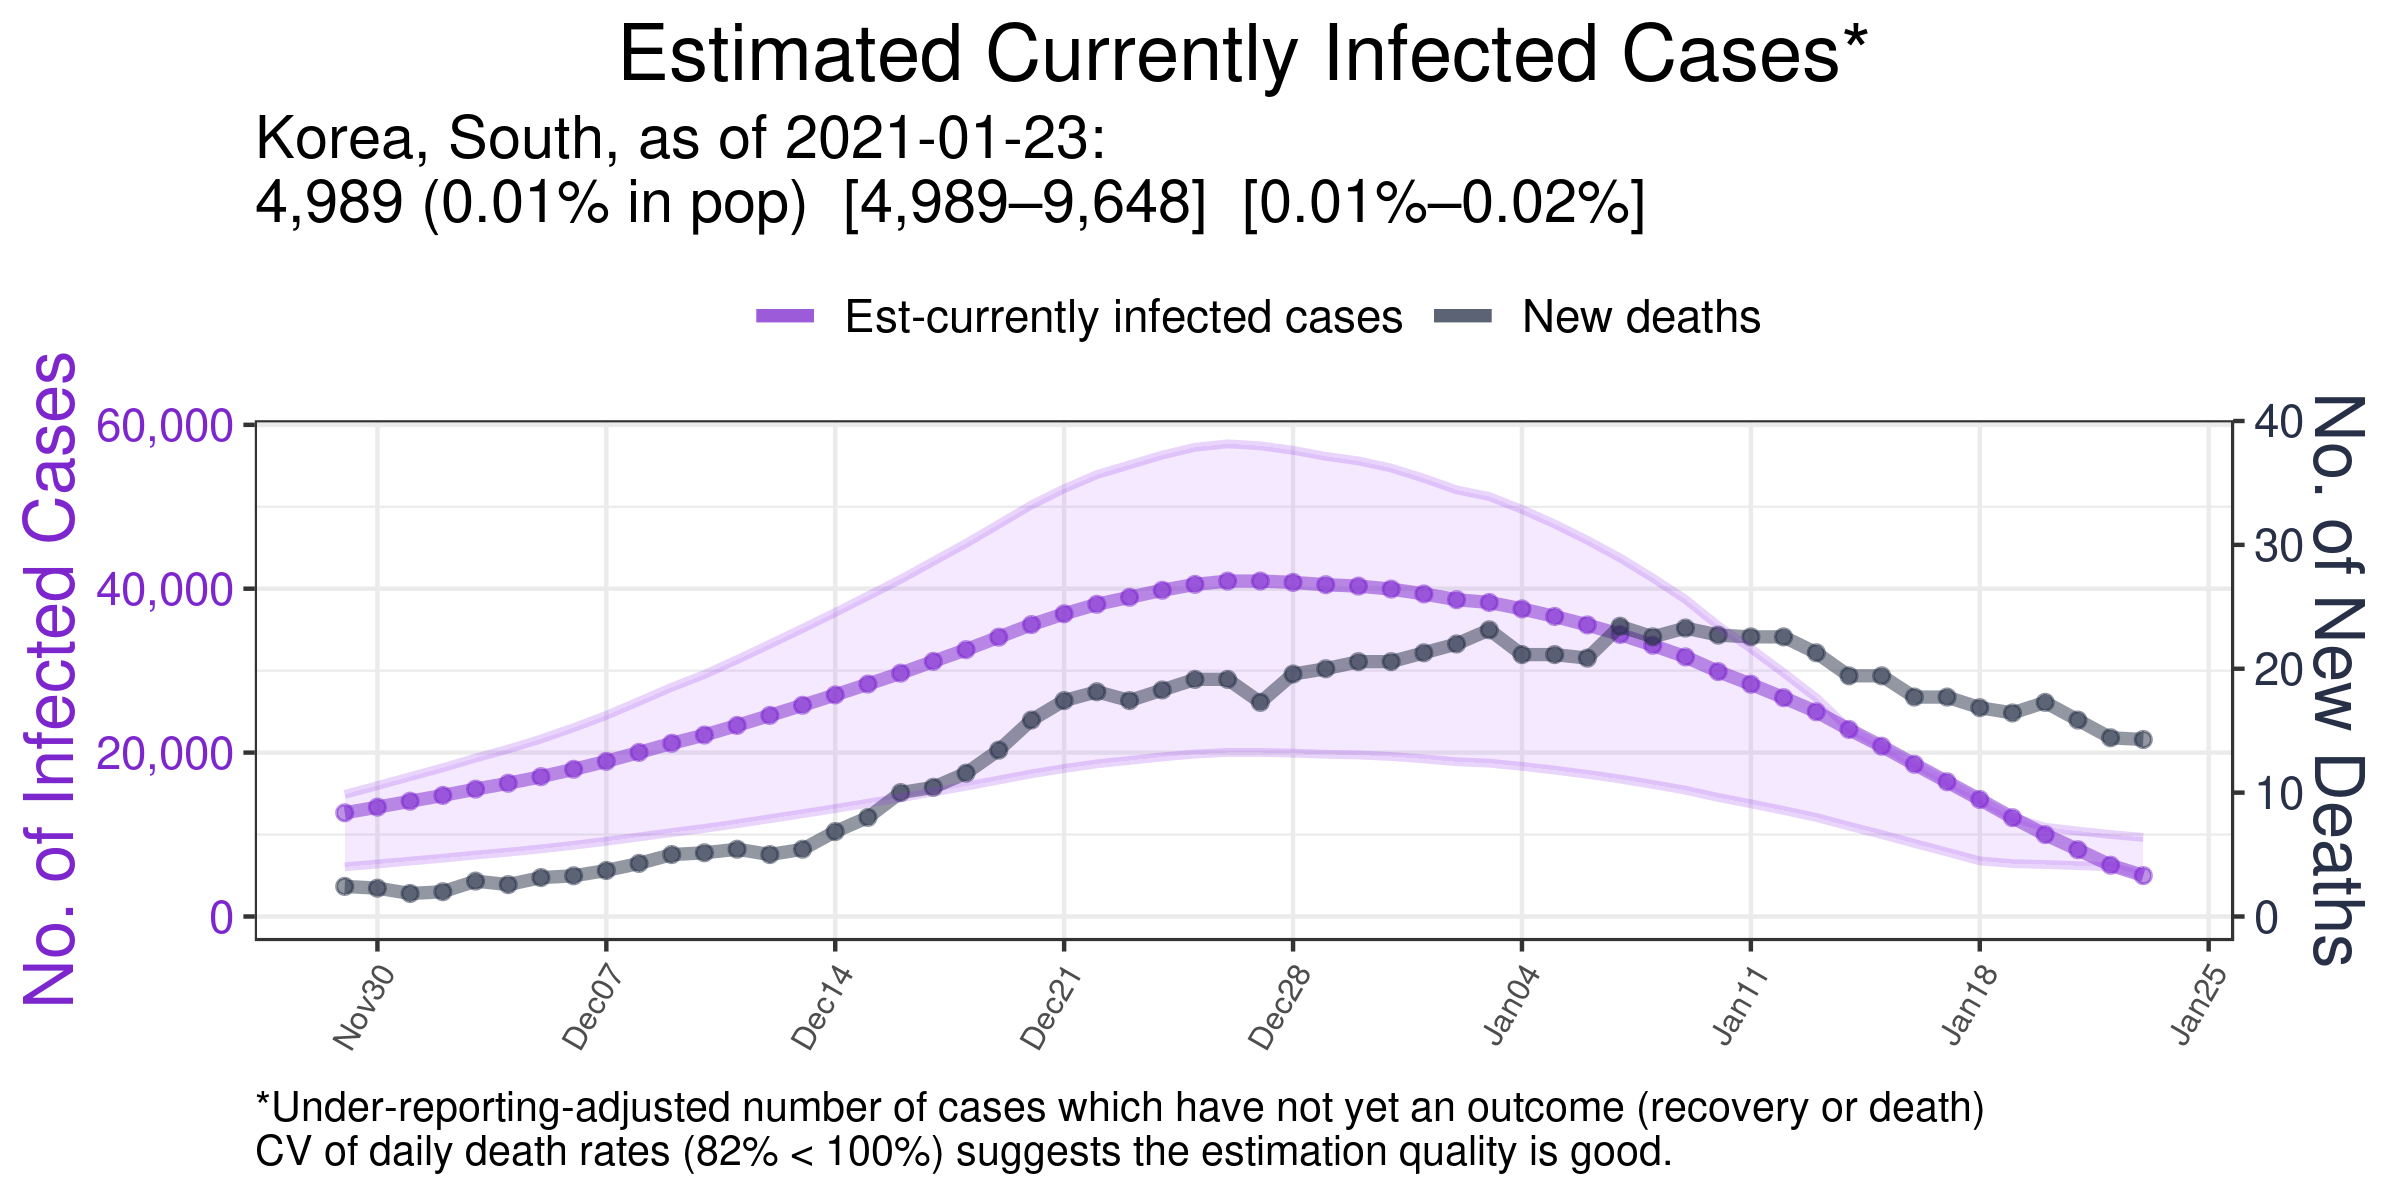 Estimated Currently Infected Cases*
Korea, South, as of 2021-01-23:
4,989 (0.01% in pop)  [4,989–9,648]  [0.01%–0.02%]
Est-currently infected cases
New deaths
No. of Infected Cases
60,000
40,000
20,000
0
40
30
20
10
0
No. of New Deaths
Nov30
Dec07
Dec14
Dec21
Dec28
Jan04
Jan11
Jan18
Jan25
*Under-reporting-adjusted number of cases which have not yet an outcome (recovery or death)
CV of daily death rates (82% < 100%) suggests the estimation quality is good.